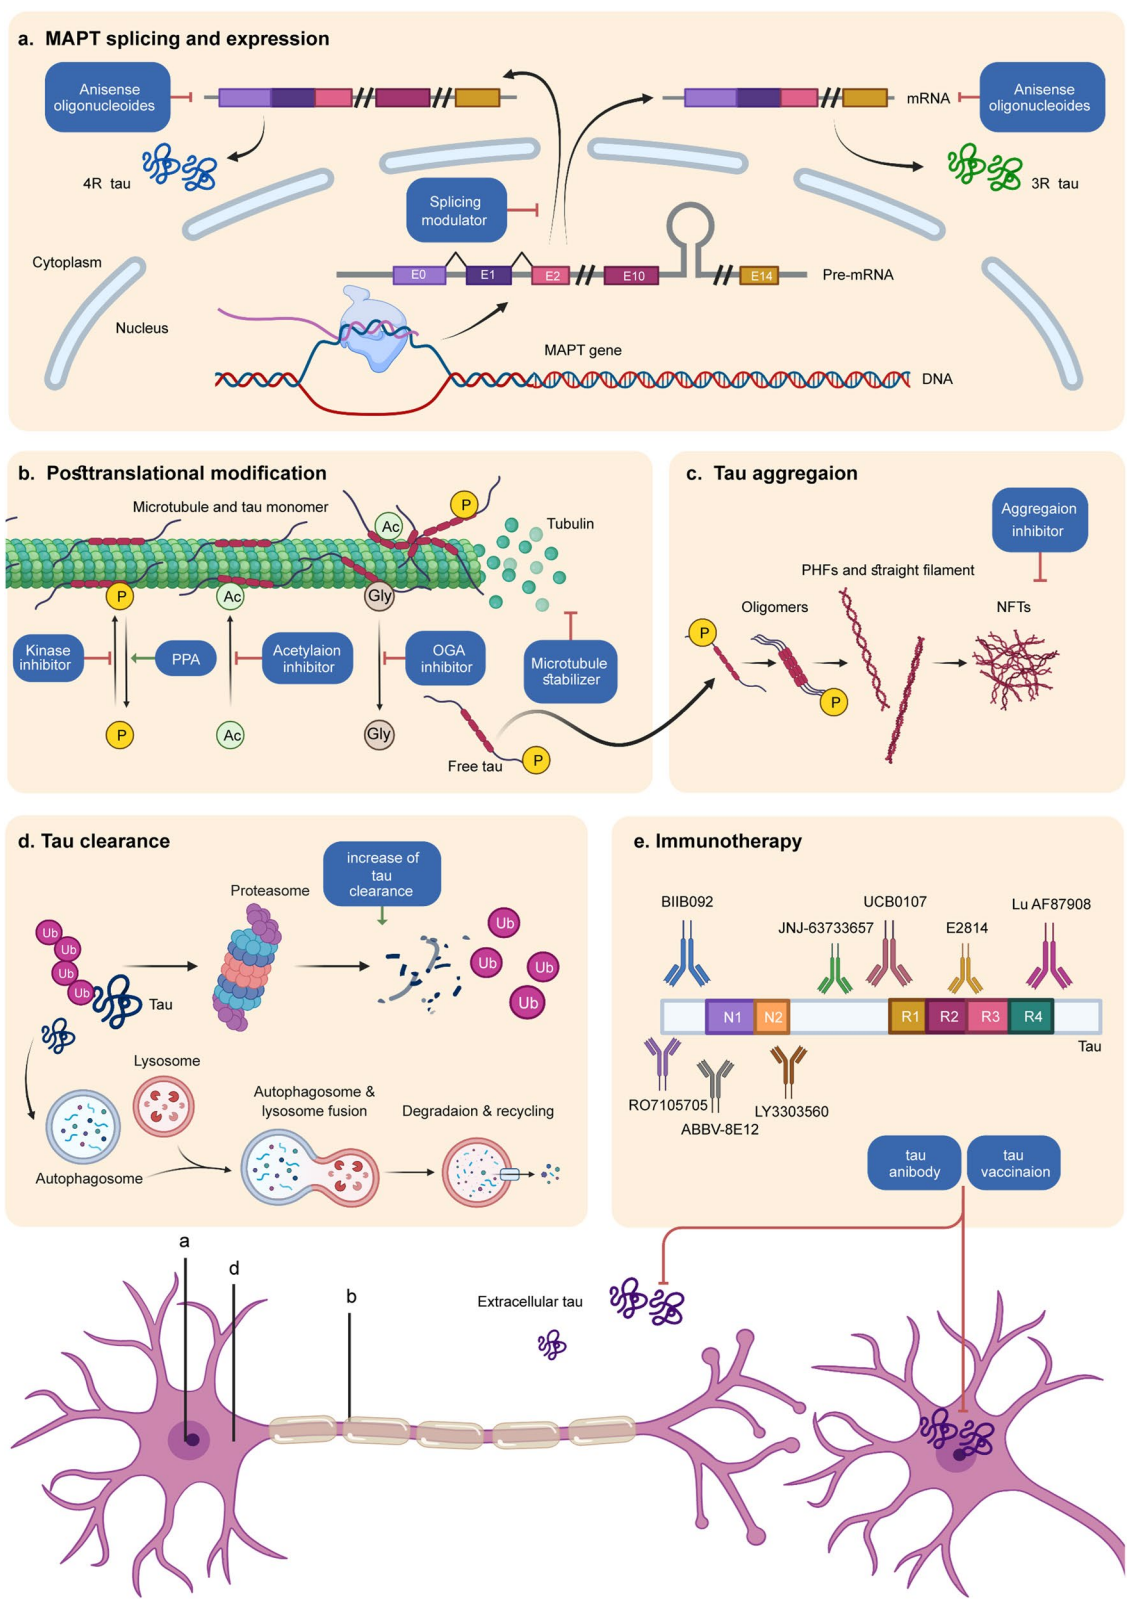 a. MAPT splicing and expression
Anisense
oligonucleoides
mRNA
Anisense
oligonucleoides
4R tau
3R tau
Splicing
modulator
Cytoplasm
E0
E1
E2
E10
E14
Pre-mRNA
Nucleus
MAPT gene
DNA
b. Posttranslational modification
Microtubule and tau monomer
P
Ac
Tubulin
P
Ac
Gly
Kinase
inhibitor
PPA
Acetylaion
inhibitor
OGA
inhibitor
Microtubule
stabilizer
P
Ac
Gly
Free tau
P
c. Tau aggregaion
Aggregaion
inhibitor
PHFs and straight filament
Oligomers
NFTs
P
P
d. Tau clearance
increase of
tau
clearance
Proteasome
Ub
Ub
Ub
Ub
Tau
Ub
Ub
Ub
Ub
Lysosome
Autophagosome &
lysosome fusion
Degradaion & recycling
Autophagosome
e. Immunotherapy
BIIB092
JNJ-63733657
UCB0107
E2814
Lu AF87908
N1
N2
R1
R2
R3
R4
Tau
RO7105705
ABBV-8E12
LY3303560
tau
anibody
tau
vaccinaion
a
d
b
Extracellular tau